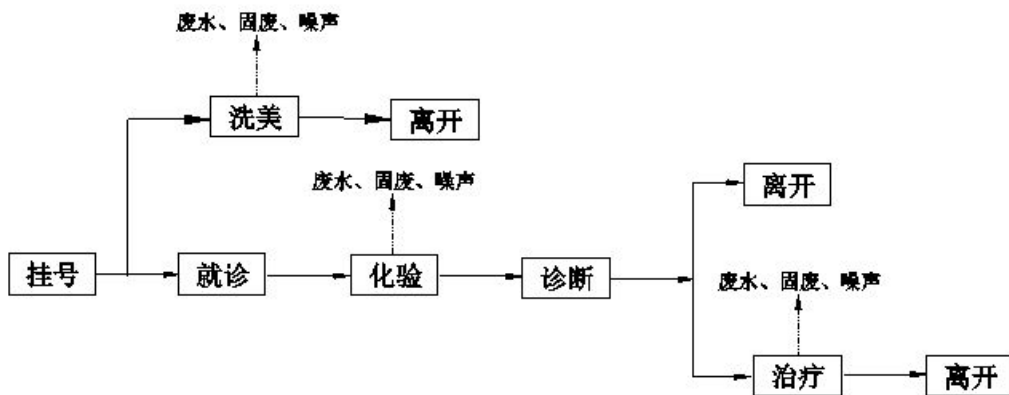 废水、固废、噪声
洗美
离开
废水、固废、噪声
离开
挂号
就诊
化验
诊断
废水、固废、噪声
治疗
离开